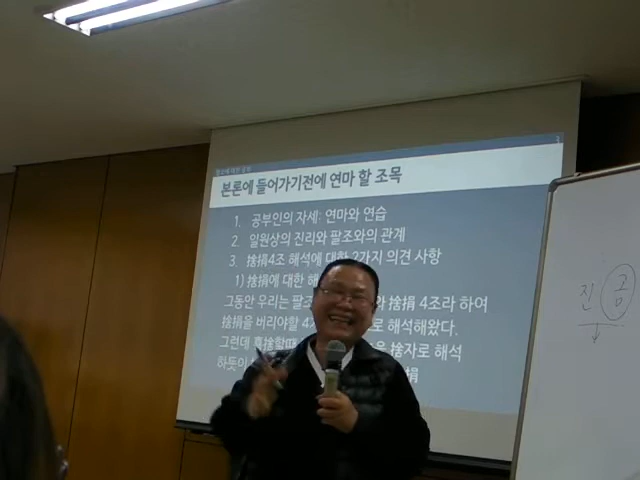 본론에 들어가기전에 연마 할 조목
1. 공부인의 자세: 연마와 연습
2. 일원상의 진리와 팔조와의 관계
3. 捨捐4조 해석에 대한 2가지 의견 사항
1) 捨捐에 대한 해
그동안 우리는 팔 捨捐 4조라 하여
捨捐을 버리야할 4 로 해석해왔다.
그런데 捨 捨자로 해석
하듯이 捐
진 공